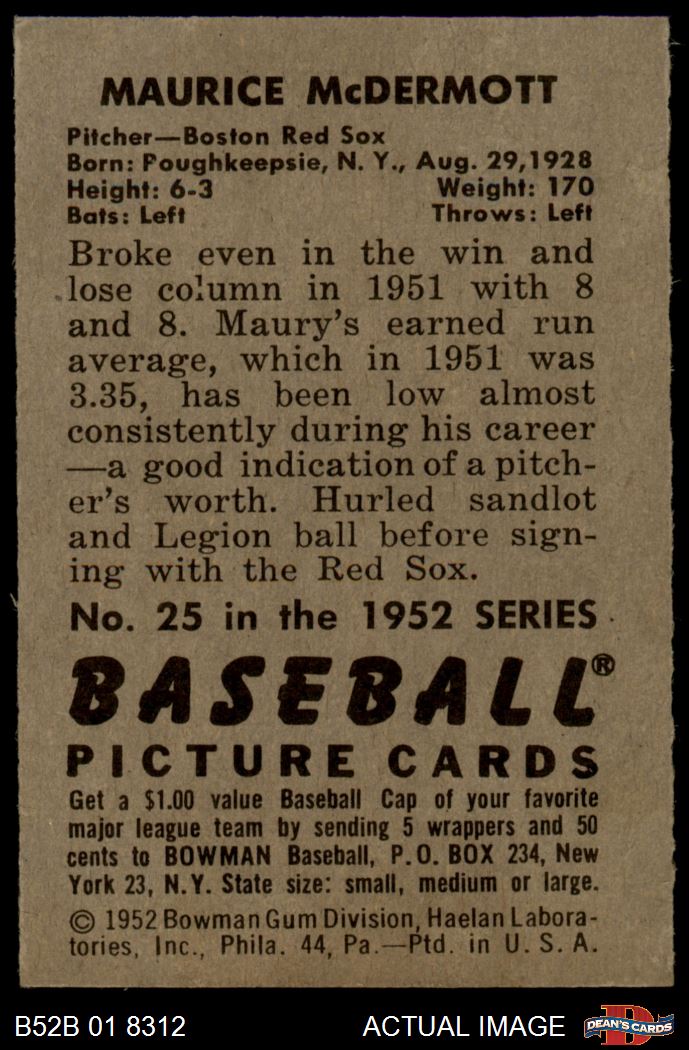 MAURICE McDERMOTT
Pitcher—Boston Red Sox
Born: Poughkeepsie, N. Y., Aug. 29, 1928
Height: 6-3 Weight: 170
Bats: Left Throws: Left
Broke even in the win and
lose column in 1951 with 8
and 8. Maury's earned run
average, which in 1951 was
3.35, has been low almost
consistently during his career
—a good indication of a pitch-
er's worth. Hurled sandlot
and Legion ball before sign-
ing with the Red Sox.
No. 25 in the 1952 SERIES
BASEBALL®
PICTURE CARDS
Get a $1.00 value Baseball Cap of your favorite
major league team by sending 5 wrappers and 50
cents to BOWMAN Baseball, P.O. BOX 234, New
York 23, N.Y. State size: small, medium or large.
© 1952 Bowman Gum Division, Haelan Labora-
tories, Inc., Phila. 44, Pa.—Ptd. in U. S. A.
B52B 01 8312 ACTUAL IMAGE D DEAN'S CARDS